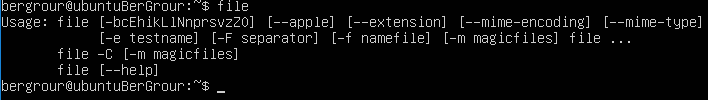 bergrour@ubuntuBerGrour:~$ file
Usage: file [-bcEhikLlNnprsvzZ0] [--apple] [--extension] [--mime-encoding] [--mime-type]
            [-e testname] [-F separator] [-f namefile] [-m magicfiles] file ...
       file -C [-m magicfiles]
       file [--help]
bergrour@ubuntuBerGrour:~$ _